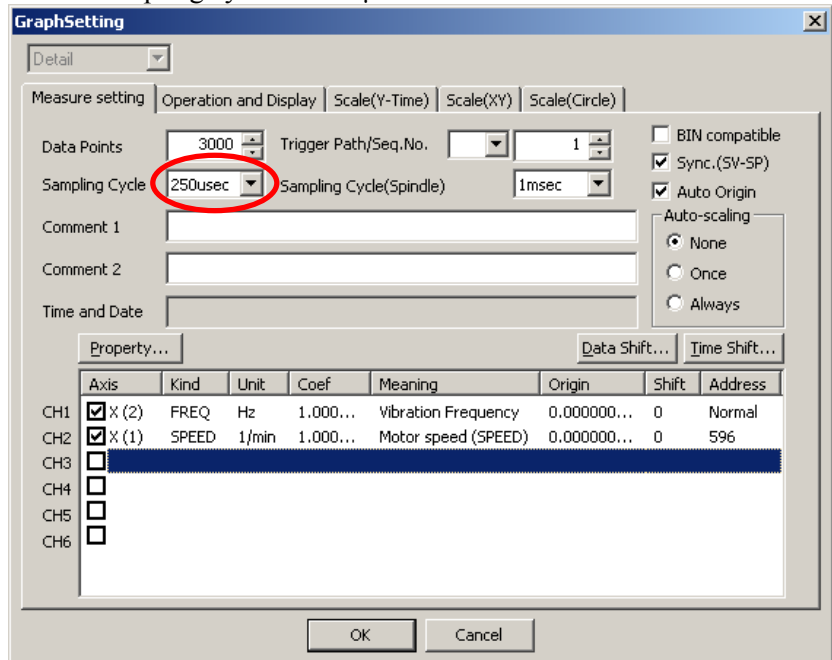 GraphSetting
Detail
Measure setting Operation and Display Scale(Y-Time) Scale(XY) Scale(Circle)
Data Points 3000 Trigger Path/Seq.No. 1 BIN compatible
Sync.(SV-SP)
Sampling Cycle 250usec Sampling Cycle(Spindle) 1msec Auto Origin
Auto-scaling
Comment 1 None
Comment 2 Once
Time and Date Always
Property... Data Shift... Time Shift...
Axis Kind Unit Coef Meaning Origin Shift Address
CH1 X (2) FREQ Hz 1.000... Vibration Frequency 0.000000... 0 Normal
CH2 X (1) SPEED 1/min 1.000... Motor speed (SPEED) 0.000000... 0 596
CH3
CH4
CH5
CH6
OK Cancel